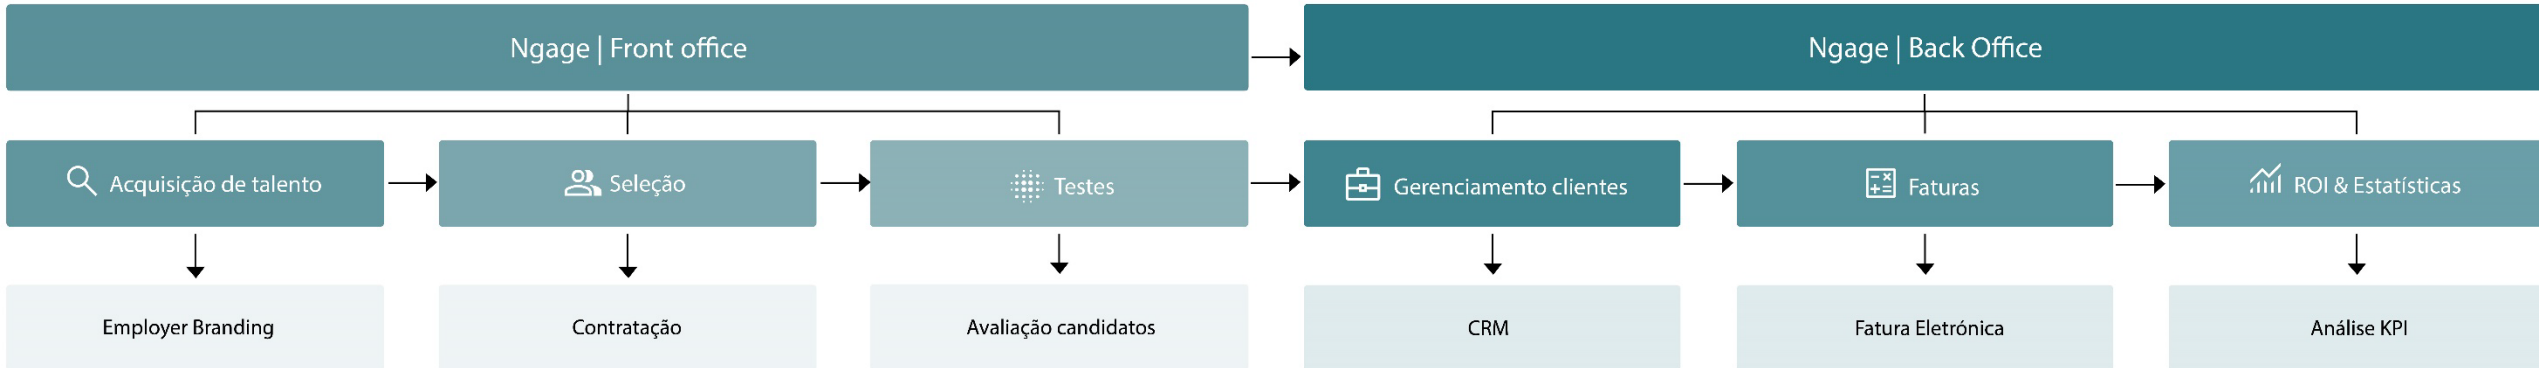 Ngage | Front office
Ngage | Back Office
Acquisição de talento
Seleção
Testes
Gerenciamento clientes
Faturas
ROI & Estatísticas
Employer Branding
Contratação
Avaliação candidatos
CRM
Fatura Eletrónica
Análise KPI